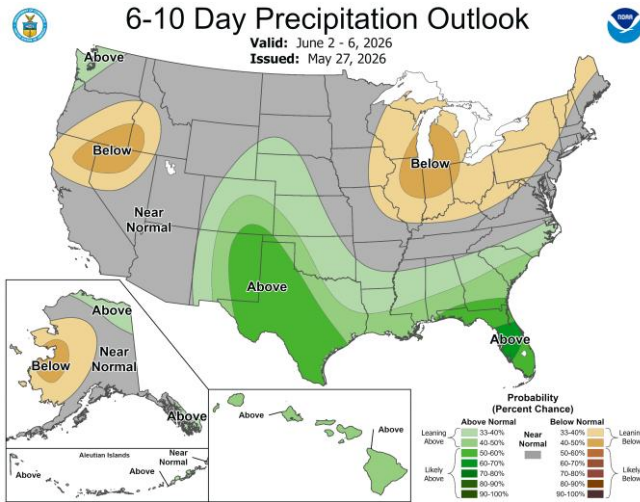 6-10 Day Precipitation Outlook
Valid: June 2 - 6, 2026
Issued: May 27, 2026
NOAA
Above
Below
Near
Normal
Above
Below
Above
Above
Below
Near
Normal
Above
Aleutian Islands
Above
Near
Normal
Above
Above
Above
Above
Probability
(Percent Chance)
Above Normal
Below Normal
Leaning
Above
33-40%
40-50%
50-60%
Likely
Above
60-70%
70-80%
80-90%
90-100%
Near
Normal
33-40%
40-50%
50-60%
60-70%
70-80%
80-90%
90-100%
Leaning
Below
Likely
Below